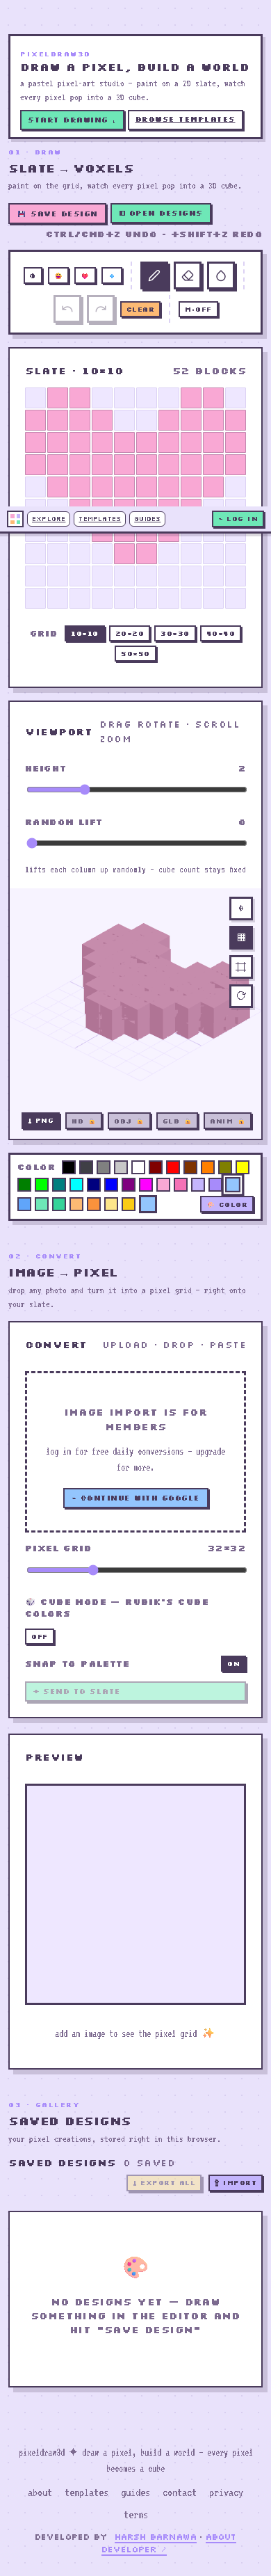 PIXELDRAW3D
DRAW A PIXEL, BUILD A WORLD
a pastel pixel-art studio — paint on a 2D slate, watch
every pixel pop into a 3D cube.
START DRAWING ↓ BROWSE TEMPLATES
01 · DRAW
SLATE → VOXELS
paint on the grid, watch every pixel pop into a 3D cube.
SAVE DESIGN OPEN DESIGNS
CTRL/CMD+Z UNDO · +SHIFT+Z REDO
CLEAR M:OFF
SLATE · 10×10 52 BLOCKS
EXPLORE TEMPLATES GUIDES → LOG IN
GRID 10×10 20×20 30×30 40×40
50×50
VIEWPORT DRAG ROTATE · SCROLL
ZOOM
HEIGHT 2
RANDOM LIFT 0
lifts each column up randomly - cube count stays fixed
↓ PNG HD OBJ GLB ANIM
COLOR
COLOR
02 · CONVERT
IMAGE → PIXEL
drop any photo and turn it into a pixel grid - right onto
your slate.
CONVERT UPLOAD · DROP · PASTE
IMAGE IMPORT IS FOR
MEMBERS
log in for free daily conversions - upgrade
for more.
→ CONTINUE WITH GOOGLE
PIXEL GRID 32×32
CUBE MODE — RUBIK'S CUBE
COLORS
OFF
SNAP TO PALETTE ON
SEND TO SLATE
PREVIEW
add an image to see the pixel grid ✨
03 · GALLERY
SAVED DESIGNS
your pixel creations, stored right in this browser.
SAVED DESIGNS 0 SAVED
↓ EXPORT ALL IMPORT
NO DESIGNS YET — DRAW
SOMETHING IN THE EDITOR AND
HIT "SAVE DESIGN"
pixeldraw3d ✦ draw a pixel, build a world - every pixel
becomes a cube
about templates guides contact privacy
terms
DEVELOPED BY HARSH BARNAWA · ABOUT
DEVELOPER /